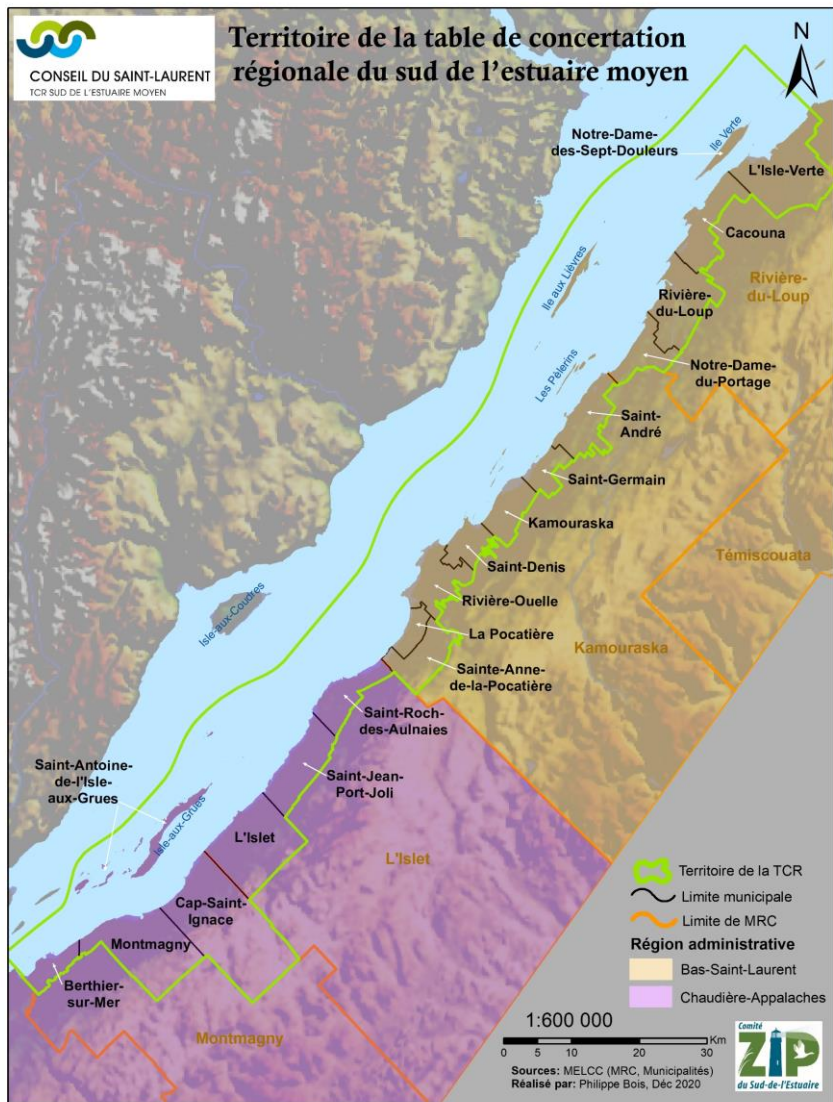 CONSEIL DU SAINT-LAURENT
TCR SUD DE L'ESTUAIRE MOYEN
Territoire de la table de concertation
régionale du sud de l'estuaire moyen
N
Notre-Dame-
des-Sept-Douleurs
Ile Verte
L'Isle-Verte
Cacouna
Ile aux Lièvres
Rivière-
du-Loup
Rivière-
du-Loup
Les Pèlerins
Notre-Dame-
du-Portage
Saint-
André
Saint-Germain
Kamouraska
Témiscouata
Saint-Denis
Rivière-Ouelle
Isle-aux-Coudres
La Pocatière
Kamouraska
Sainte-Anne-
de-la-Pocatière
Saint-Roch-
des-Aulnaies
Saint-Antoine-
de-l'Isle-
aux-Grues
Saint-Jean-
Port-Joli
Isle-aux-Grues
L'Islet
L'Islet
Cap-Saint-
Ignace
Montmagny
Berthier-
sur-Mer
Montmagny
Territoire de la TCR
Limite municipale
Limite de MRC
Région administrative
Bas-Saint-Laurent
Chaudière-Appalaches
1:600 000
0 5 10 20 30 Km
Sources: MELCC (MRC, Municipalités)
Réalisé par: Philippe Bois, Déc 2020
Comité
ZIP
du Sud-de-l'Estuaire